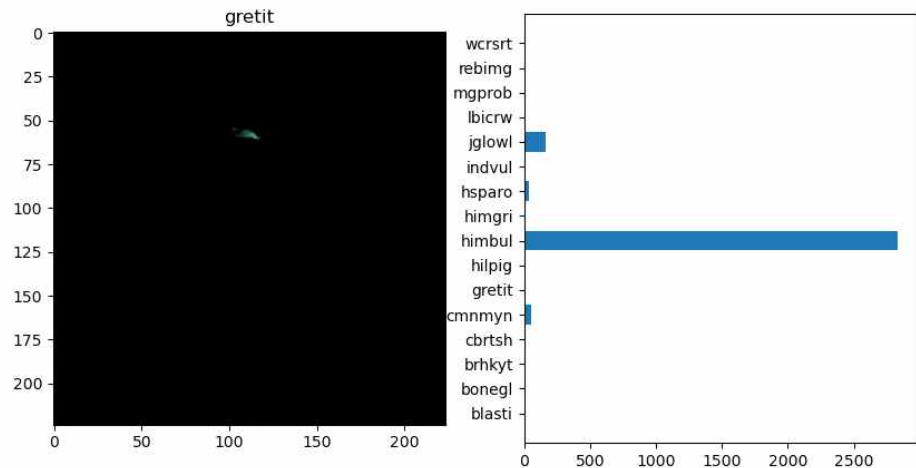 gretit
0
25
50
75
100
125
150
175
200
0 50 100 150 200
wcrsrt
rebimg
mgprob
lbicrw
jglowl
indvul
hsparo
himgri
himbul
hilpig
gretit
cmnmyn
cbrtsh
brhkyt
bonegl
blasti
0 500 1000 1500 2000 2500